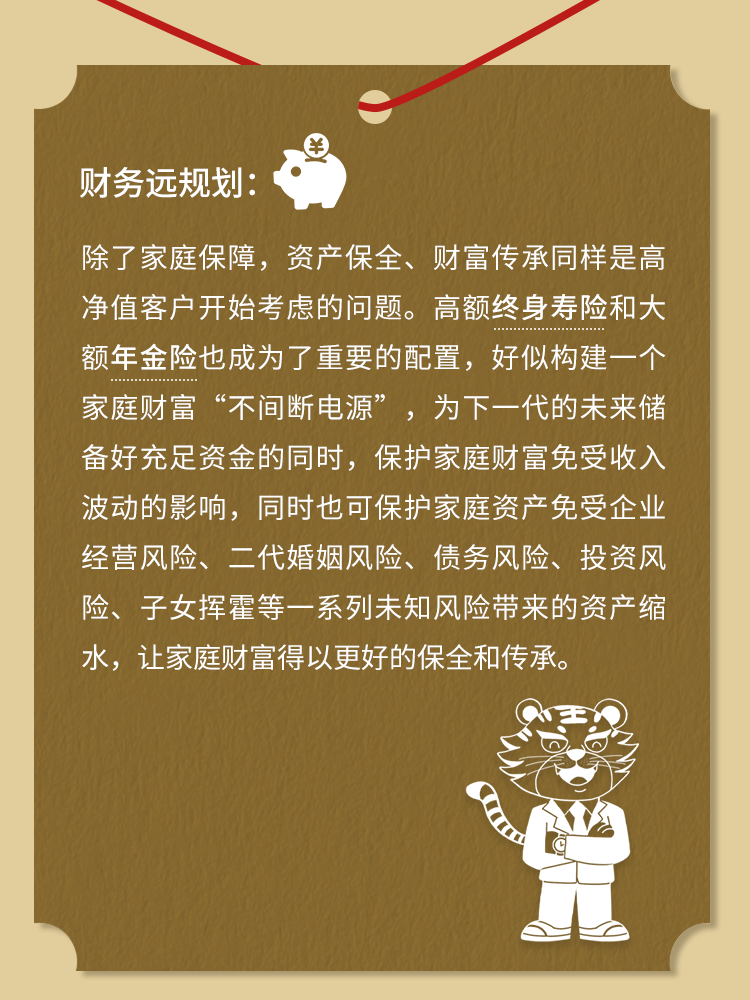 ¥
财务远规划：
除了家庭保障，资产保全、财富传承同样是高
净值客户开始考虑的问题。高额终身寿险和大
额年金险也成为了重要的配置，好似构建一个
家庭财富“不间断电源”，为下一代的未来储
备好充足资金的同时，保护家庭财富免受收入
波动的影响，同时也可保护家庭资产免受企业
经营风险、二代婚姻风险、债务风险、投资风
险、子女挥霍等一系列未知风险带来的资产缩
水，让家庭财富得以更好的保全和传承。